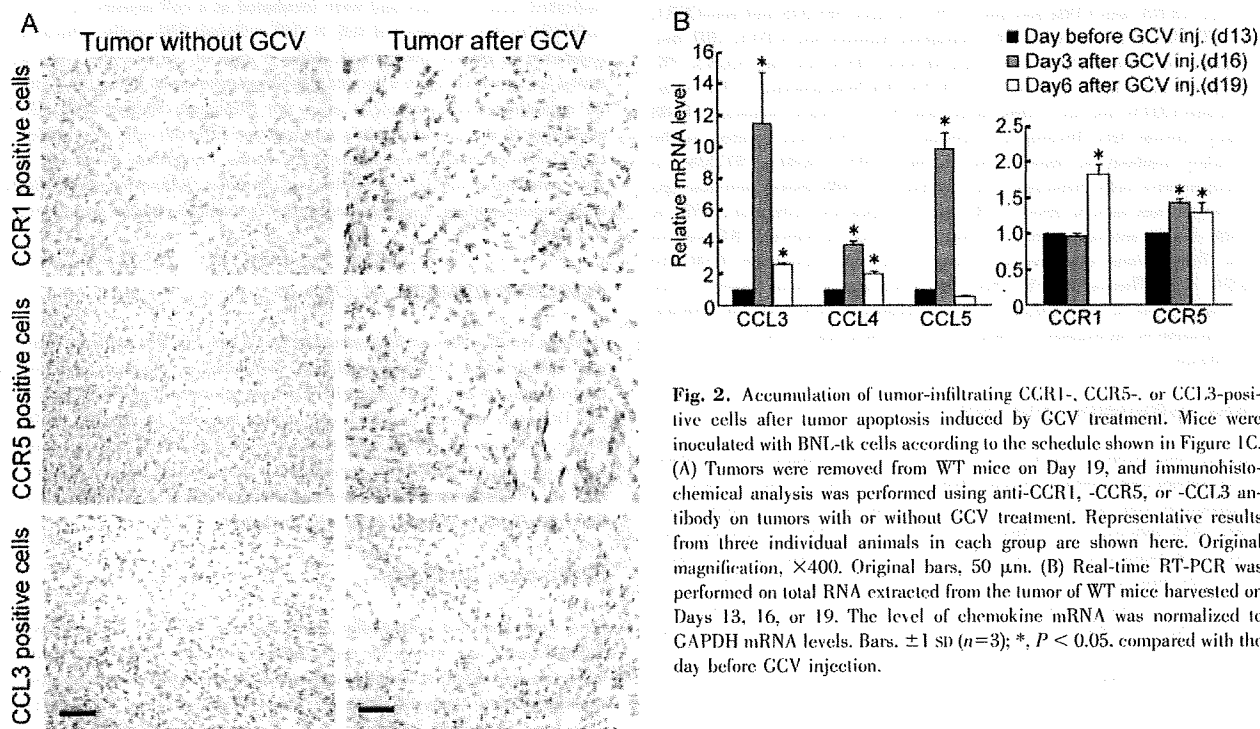 A
Tumor without GCV
Tumor after GCV
CCR1 positive cells
CCR5 positive cells
CCL3 positive cells
B
Relative mRNA level
16
14
12
10
8
6
4
2
0
* * * * *
CCL3 CCL4 CCL5
Day before GCV inj. (d13)
Day3 after GCV inj.(d16)
Day6 after GCV inj.(d19)
2.5
2.0
1.5
1.0
0.5
0
* * *
CCR1 CCR5
Fig. 2. Accumulation of tumor-infiltrating CCR1-, CCR5-, or CCL3-posi-
tive cells after tumor apoptosis induced by GCV treatment. Mice were
inoculated with BNL-tk cells according to the schedule shown in Figure 1C.
(A) Tumors were removed from WT mice on Day 19, and immunohisto-
chemical analysis was performed using anti-CCR1, -CCR5, or -CCL3 an-
tibody on tumors with or without GCV treatment. Representative results
from three individual animals in each group are shown here. Original
magnification, ×400. Original bars, 50 μm. (B) Real-time RT-PCR was
performed on total RNA extracted from the tumor of WT mice harvested on
Days 13, 16, or 19. The level of chemokine mRNA was normalized to
GAPDH mRNA levels. Bars, ±1 SD (n=3); *, P < 0.05, compared with the
day before GCV injection.